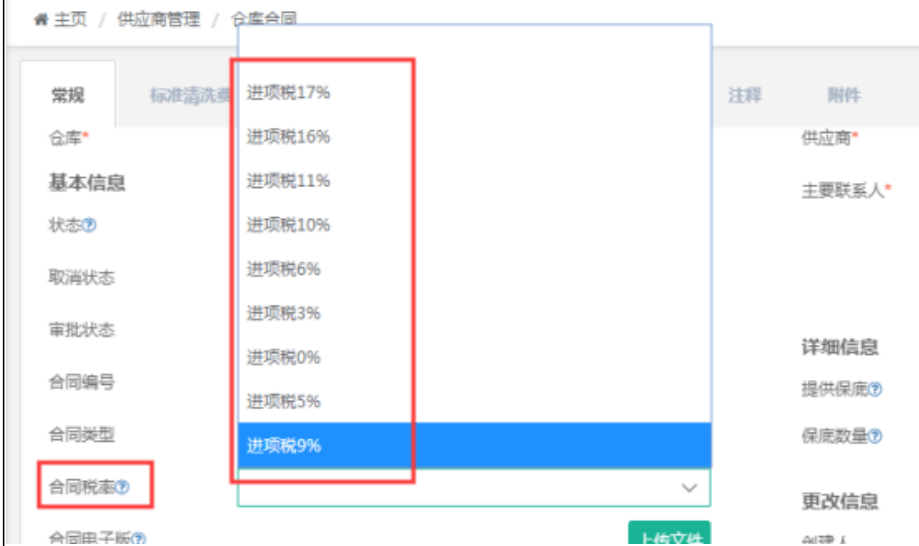 主页 / 供应商管理 / 仓库合同
常规 标准清洗费 注释 附件
仓库* 供应商*
基本信息
主要联系人*
状态?
取消状态
审批状态
详细信息
合同编号
提供保底?
合同类型
保底数量?
合同税率?
更改信息
合同电子版?
上传文件
创建人
进项税17%
进项税16%
进项税11%
进项税10%
进项税6%
进项税3%
进项税0%
进项税5%
进项税9%